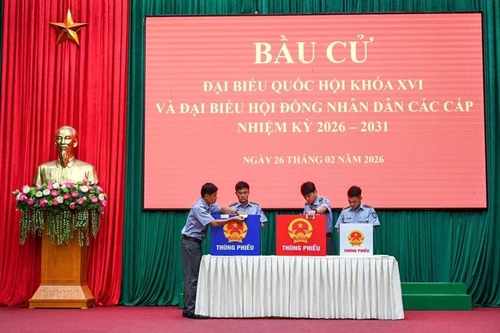 BẦU CỬ
ĐẠI BIỂU QUỐC HỘI KHÓA XVI
VÀ ĐẠI BIỂU HỘI ĐỒNG NHÂN DÂN CÁC CẤP
NHIỆM KỲ 2026 – 2031
NGÀY 26 THÁNG 02 NĂM 2026
THÙNG PHIẾU
THÙNG PHIẾU
THÙNG PHIẾU